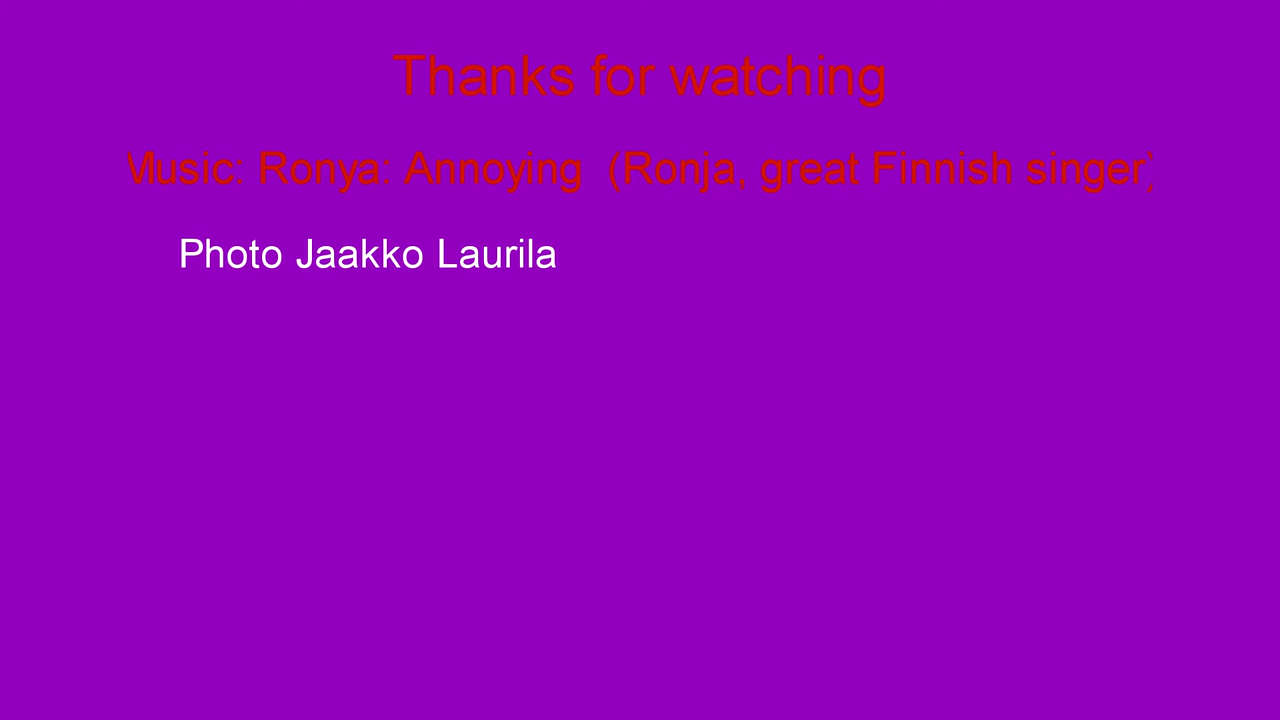 Thanks for watching
Music: Ronya: Annoying  (Ronja, great Finnish singer)
Photo Jaakko Laurila